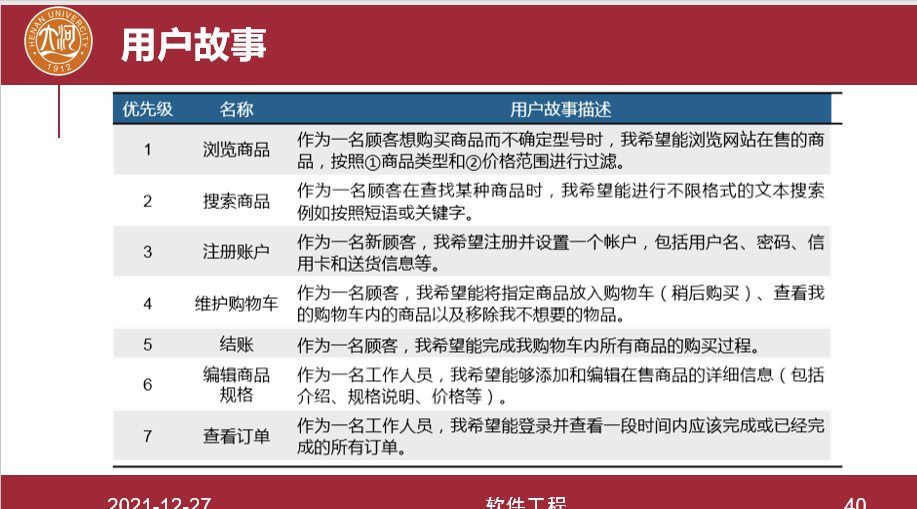 HENAN UNIVERCITY
大河
1912
用户故事
优先级 名称 用户故事描述
1 浏览商品 作为一名顾客想购买商品而不确定型号时，我希望能浏览网站在售的商
品，按照①商品类型和②价格范围进行过滤。
2 搜索商品 作为一名顾客在查找某种商品时，我希望能进行不限格式的文本搜索
例如按照短语或关键字。
3 注册账户 作为一名新顾客，我希望注册并设置一个帐户，包括用户名、密码、信
用卡和送货信息等。
4 维护购物车 作为一名顾客，我希望能将指定商品放入购物车（稍后购买）、查看我
的购物车内的商品以及移除我不想要的物品。
5 结账 作为一名顾客，我希望能完成我购物车内所有商品的购买过程。
6 编辑商品
规格 作为一名工作人员，我希望能够添加和编辑在售商品的详细信息（包括
介绍、规格说明、价格等）。
7 查看订单 作为一名工作人员，我希望能登录并查看一段时间内应该完成或已经完
成的所有订单。
2021-12-27 软件工程 40